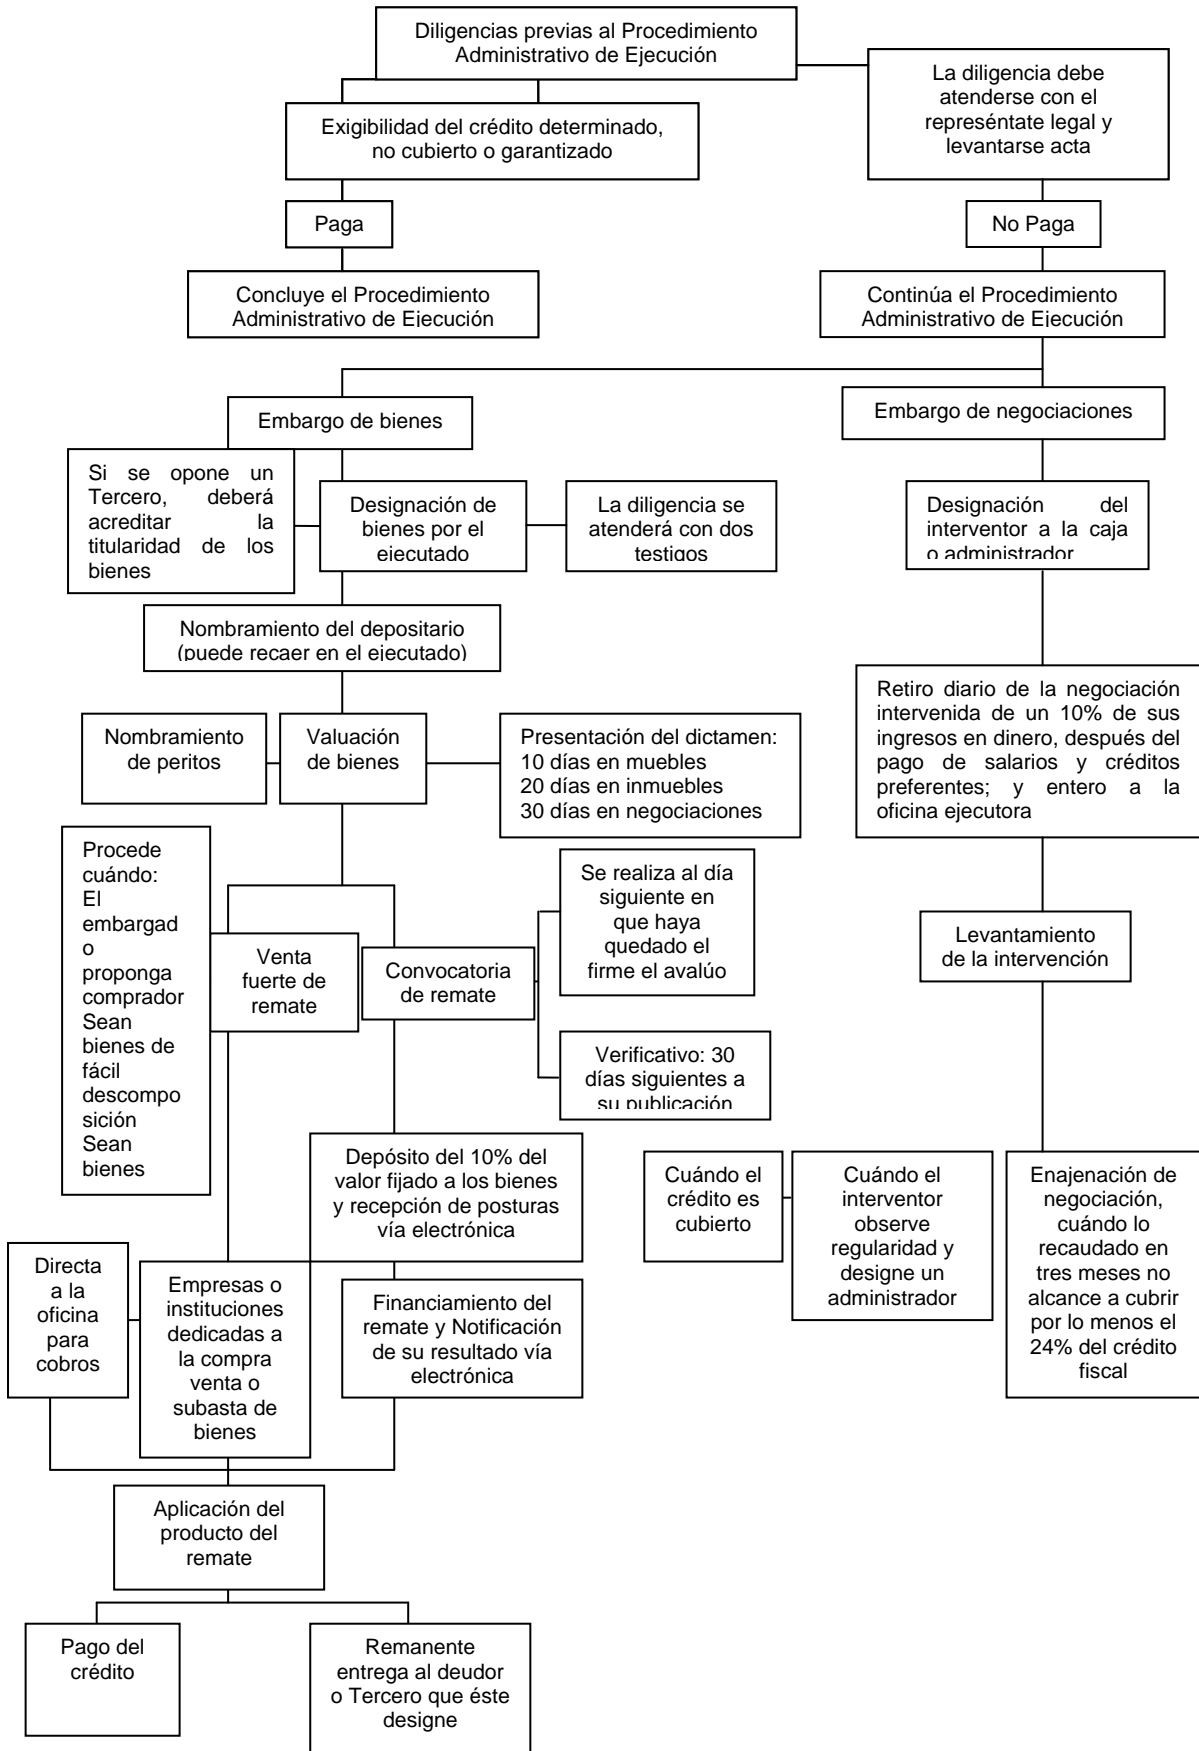 Diligencias previas al Procedimiento
Administrativo de Ejecución
La diligencia debe
atenderse con el
represéntate legal y
levantarse acta
Exigibilidad del crédito determinado,
no cubierto o garantizado
Paga
No Paga
Concluye el Procedimiento
Administrativo de Ejecución
Continúa el Procedimiento
Administrativo de Ejecución
Embargo de bienes
Embargo de negociaciones
Si se opone un
Tercero, deberá
acreditar la
titularidad de los
bienes
Designación de
bienes por el
ejecutado
La diligencia se
atenderá con dos
testigos
Designación del
interventor a la caja
o administrador
Nombramiento del depositario
(puede recaer en el ejecutado)
Nombramiento
de peritos
Valuación
de bienes
Presentación del dictamen:
10 días en muebles
20 días en inmuebles
30 días en negociaciones
Retiro diario de la negociación
intervenida de un 10% de sus
ingresos en dinero, después del
pago de salarios y créditos
preferentes; y entero a la
oficina ejecutora
Procede
cuándo:
El
embargad
o
proponga
comprador
Sean
bienes de
fácil
descompo
sición
Sean
bienes
Venta
fuerte de
remate
Convocatoria
de remate
Se realiza al día
siguiente en
que haya
quedado el
firme el avalúo
Verificativo: 30
días siguientes a
su publicación
Levantamiento
de la intervención
Depósito del 10% del
valor fijado a los bienes
y recepción de posturas
vía electrónica
Cuándo el
crédito es
cubierto
Cuándo el
interventor
observe
regularidad y
designe un
administrador
Enajenación de
negociación,
cuándo lo
recaudado en
tres meses no
alcance a cubrir
por lo menos el
24% del crédito
fiscal
Directa
a la
oficina
para
cobros
Empresas o
instituciones
dedicadas a
la compra
venta o
subasta de
bienes
Financiamiento del
remate y Notificación
de su resultado vía
electrónica
Aplicación del
producto del
remate
Pago del
crédito
Remanente
entrega al deudor
o Tercero que éste
designe